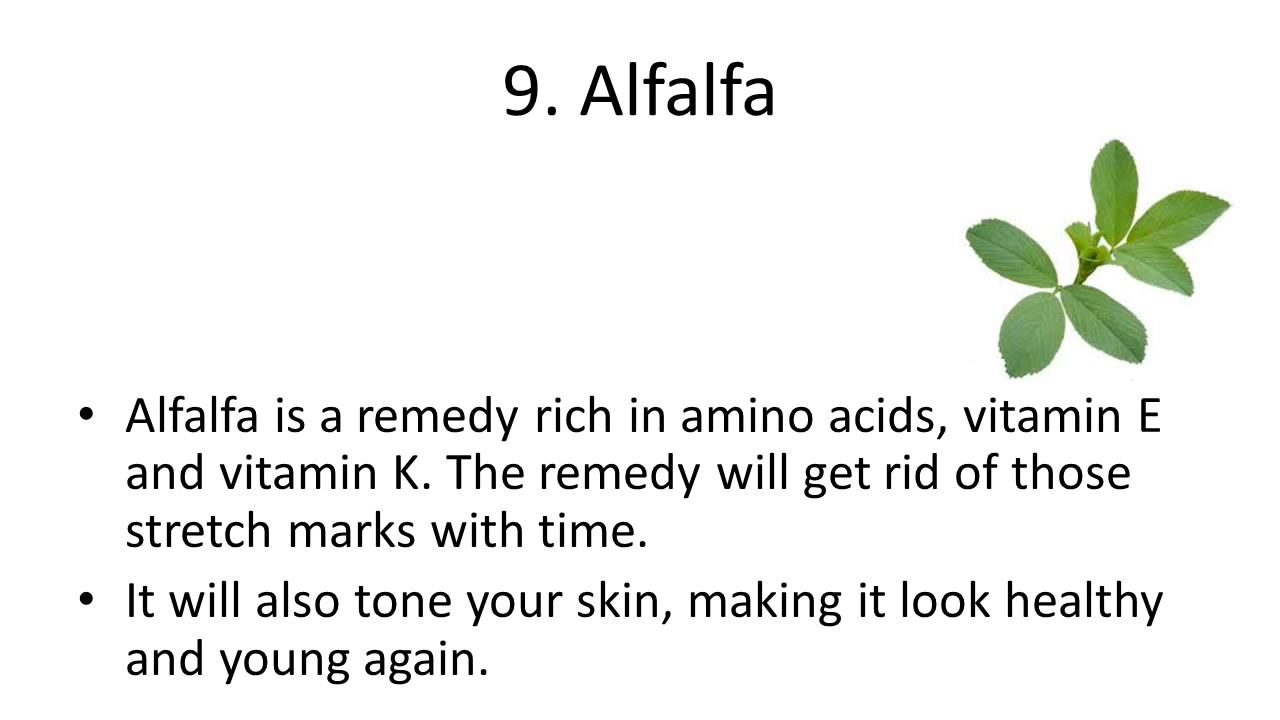 9. Alfalfa
• Alfalfa is a remedy rich in amino acids, vitamin E
and vitamin K. The remedy will get rid of those
stretch marks with time.
• It will also tone your skin, making it look healthy
and young again.